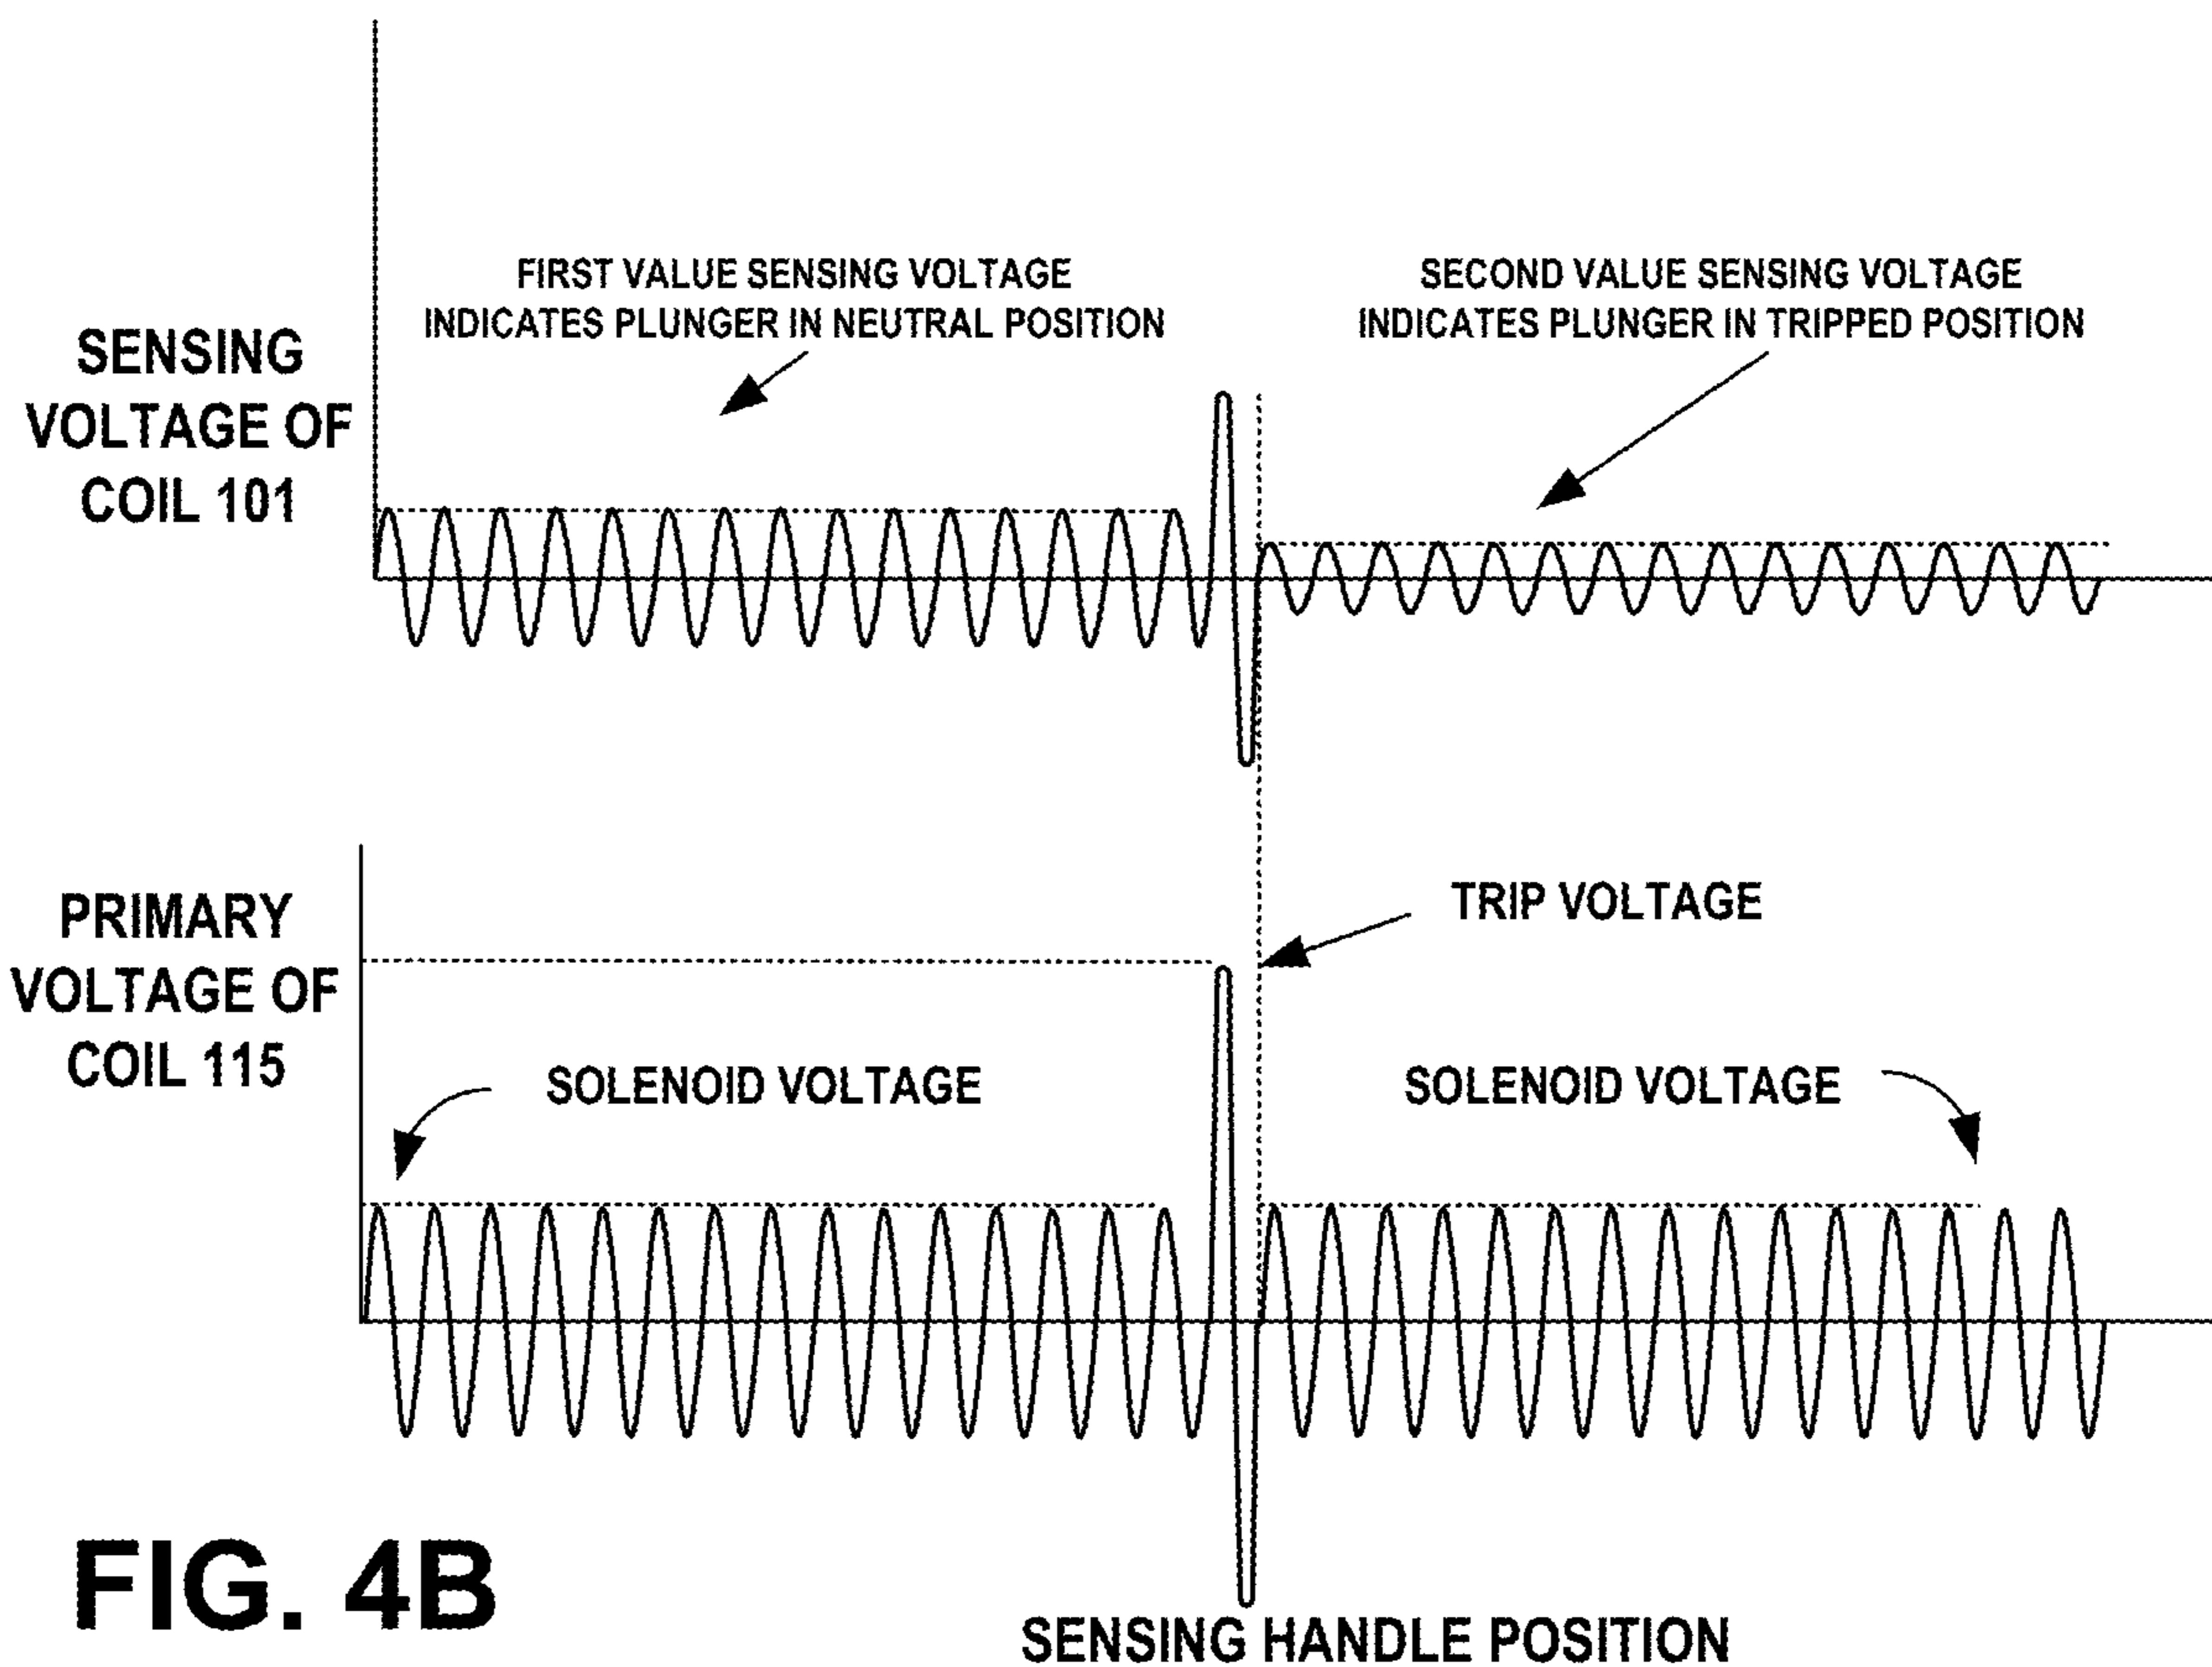 FIRST VALUE SENSING VOLTAGE
INDICATES PLUNGER IN NEUTRAL POSITION
SECOND VALUE SENSING VOLTAGE
INDICATES PLUNGER IN TRIPPED POSITION
SENSING
VOLTAGE OF
COIL 101
PRIMARY
VOLTAGE OF
COIL 115
TRIP VOLTAGE
SOLENOID VOLTAGE
SOLENOID VOLTAGE
FIG. 4B
SENSING HANDLE POSITION